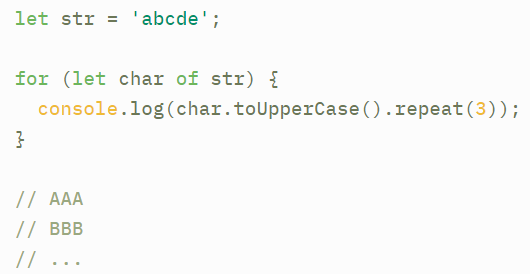 let str = 'abcde';
for (let char of str) {
console.log(char.toUpperCase().repeat(3));
}
// AAA
// BBB
// ...